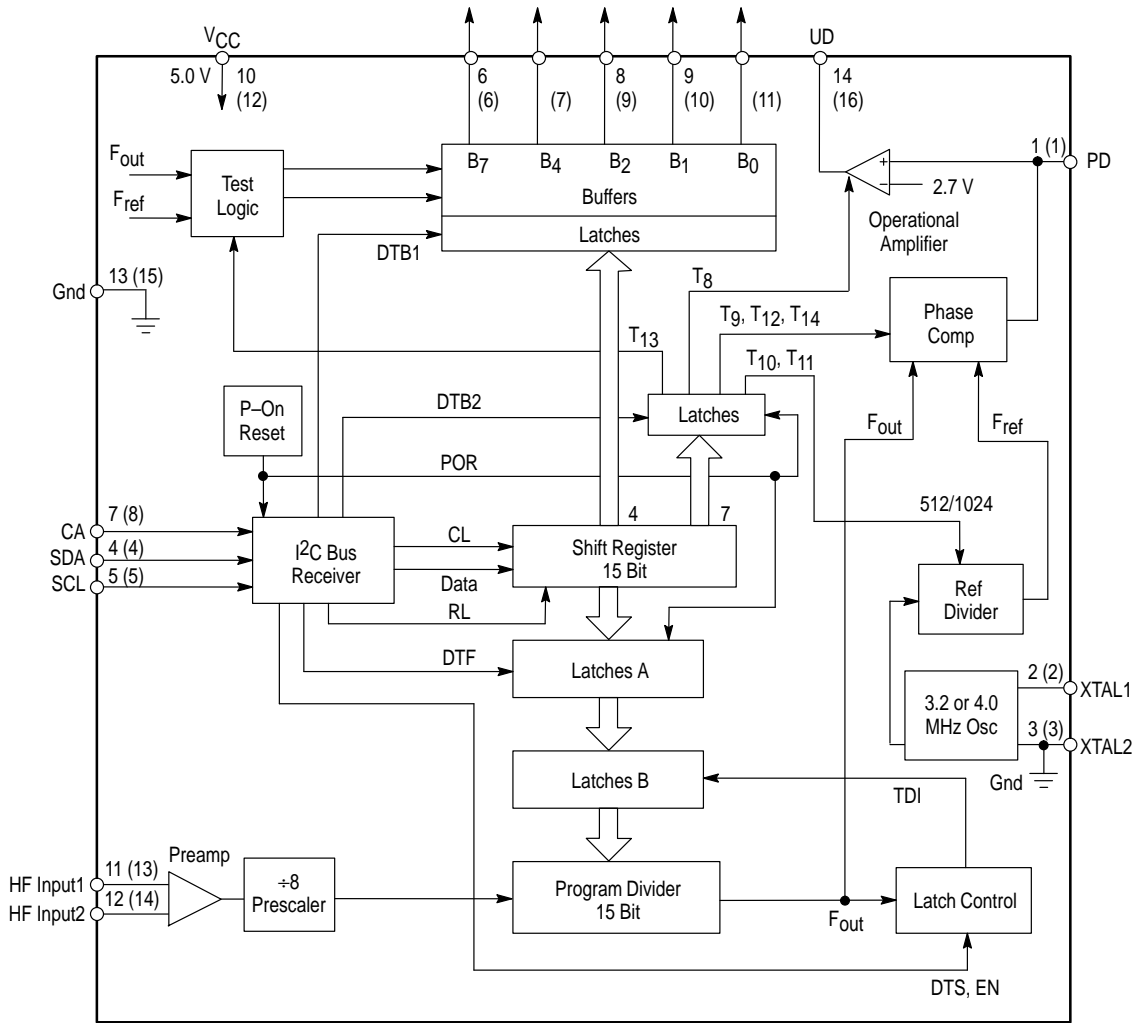 VCC
UD
5.0 V
10
(12)
6
(6)
(7)
8
(9)
9
(10)
(11)
14
(16)
Fout
Fref
Test
Logic
B7
B4
B2
B1
B0
Buffers
Latches
DTB1
+
–
2.7 V
Operational
Amplifier
1 (1)
PD
Gnd
13 (15)
T8
T9, T12, T14
T13
T10, T11
Phase
Comp
P–On
Reset
DTB2
Latches
Fout
Fref
POR
CA
7 (8)
SDA
4 (4)
SCL
5 (5)
I2C Bus
Receiver
CL
Data
RL
4
7
Shift Register
15 Bit
512/1024
Ref
Divider
DTF
Latches A
3.2 or 4.0
MHz Osc
2 (2)
XTAL1
3 (3)
XTAL2
Gnd
Latches B
TDI
Preamp
HF Input1
11 (13)
HF Input2
12 (14)
÷8
Prescaler
Program Divider
15 Bit
Fout
Latch Control
DTS, EN